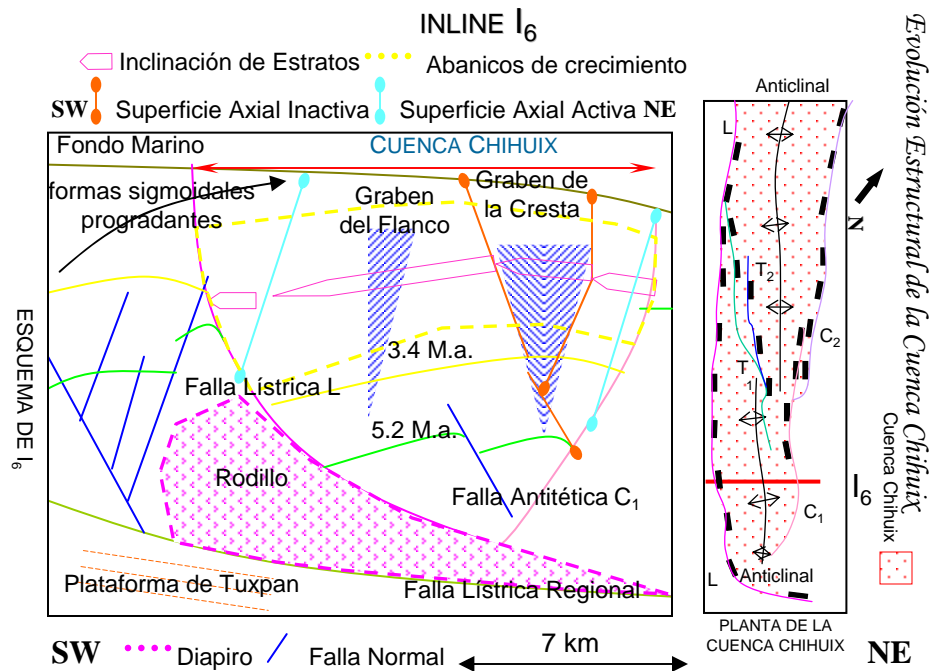 INLINE I6
Inclinación de Estratos
Abanicos de crecimiento
SW
Superficie Axial Inactiva
Superficie Axial Activa
NE
Fondo Marino
CUENCA CHIHUIX
formas sigmoidales
progradantes
Graben
del Flanco
Graben de
la Cresta
3.4 M.a.
Falla Lístrica L
5.2 M.a.
Rodillo
Falla Antitética C1
Plataforma de Tuxpan
Falla Lístrica Regional
ESQUEMA DE I6
SW
Diapiro
Falla Normal
7 km
NE
Anticlinal
L
T2
C2
T1
I6
C1
L
Anticlinal
PLANTA DE LA
CUENCA CHIHUIX
N
Cuenca Chihuix
Evolución Estructural de la Cuenca Chihuix